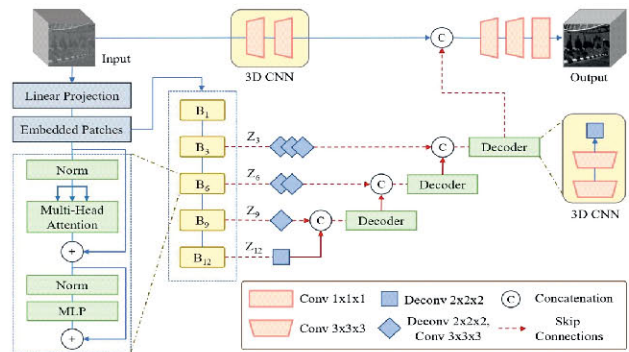 Input
3D CNN
C
Output
Linear Projection
Embedded Patches
Norm
Multi-Head
Attention
+
Norm
MLP
+
B1
B3
B6
B9
B12
Z3
Z6
Z9
Z12
C
C
C
Decoder
Decoder
Decoder
3D CNN
Conv 1x1x1
Deconv 2x2x2
C
Concatenation
Conv 3x3x3
Deconv 2x2x2,
Conv 3x3x3
Skip
Connections